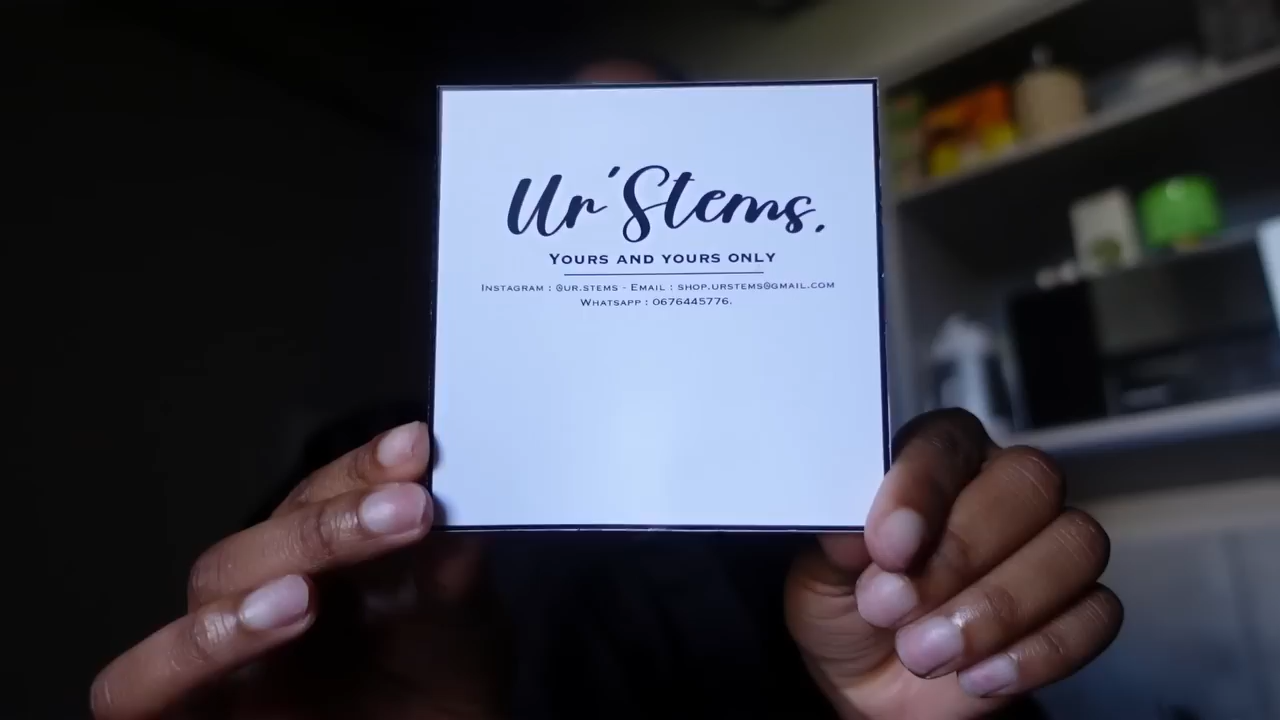 Ur'Stems.
Yours and yours only
Instagram : @ur.stems - Email : shop.urstems@gmail.com
Whatsapp : 0676445776.